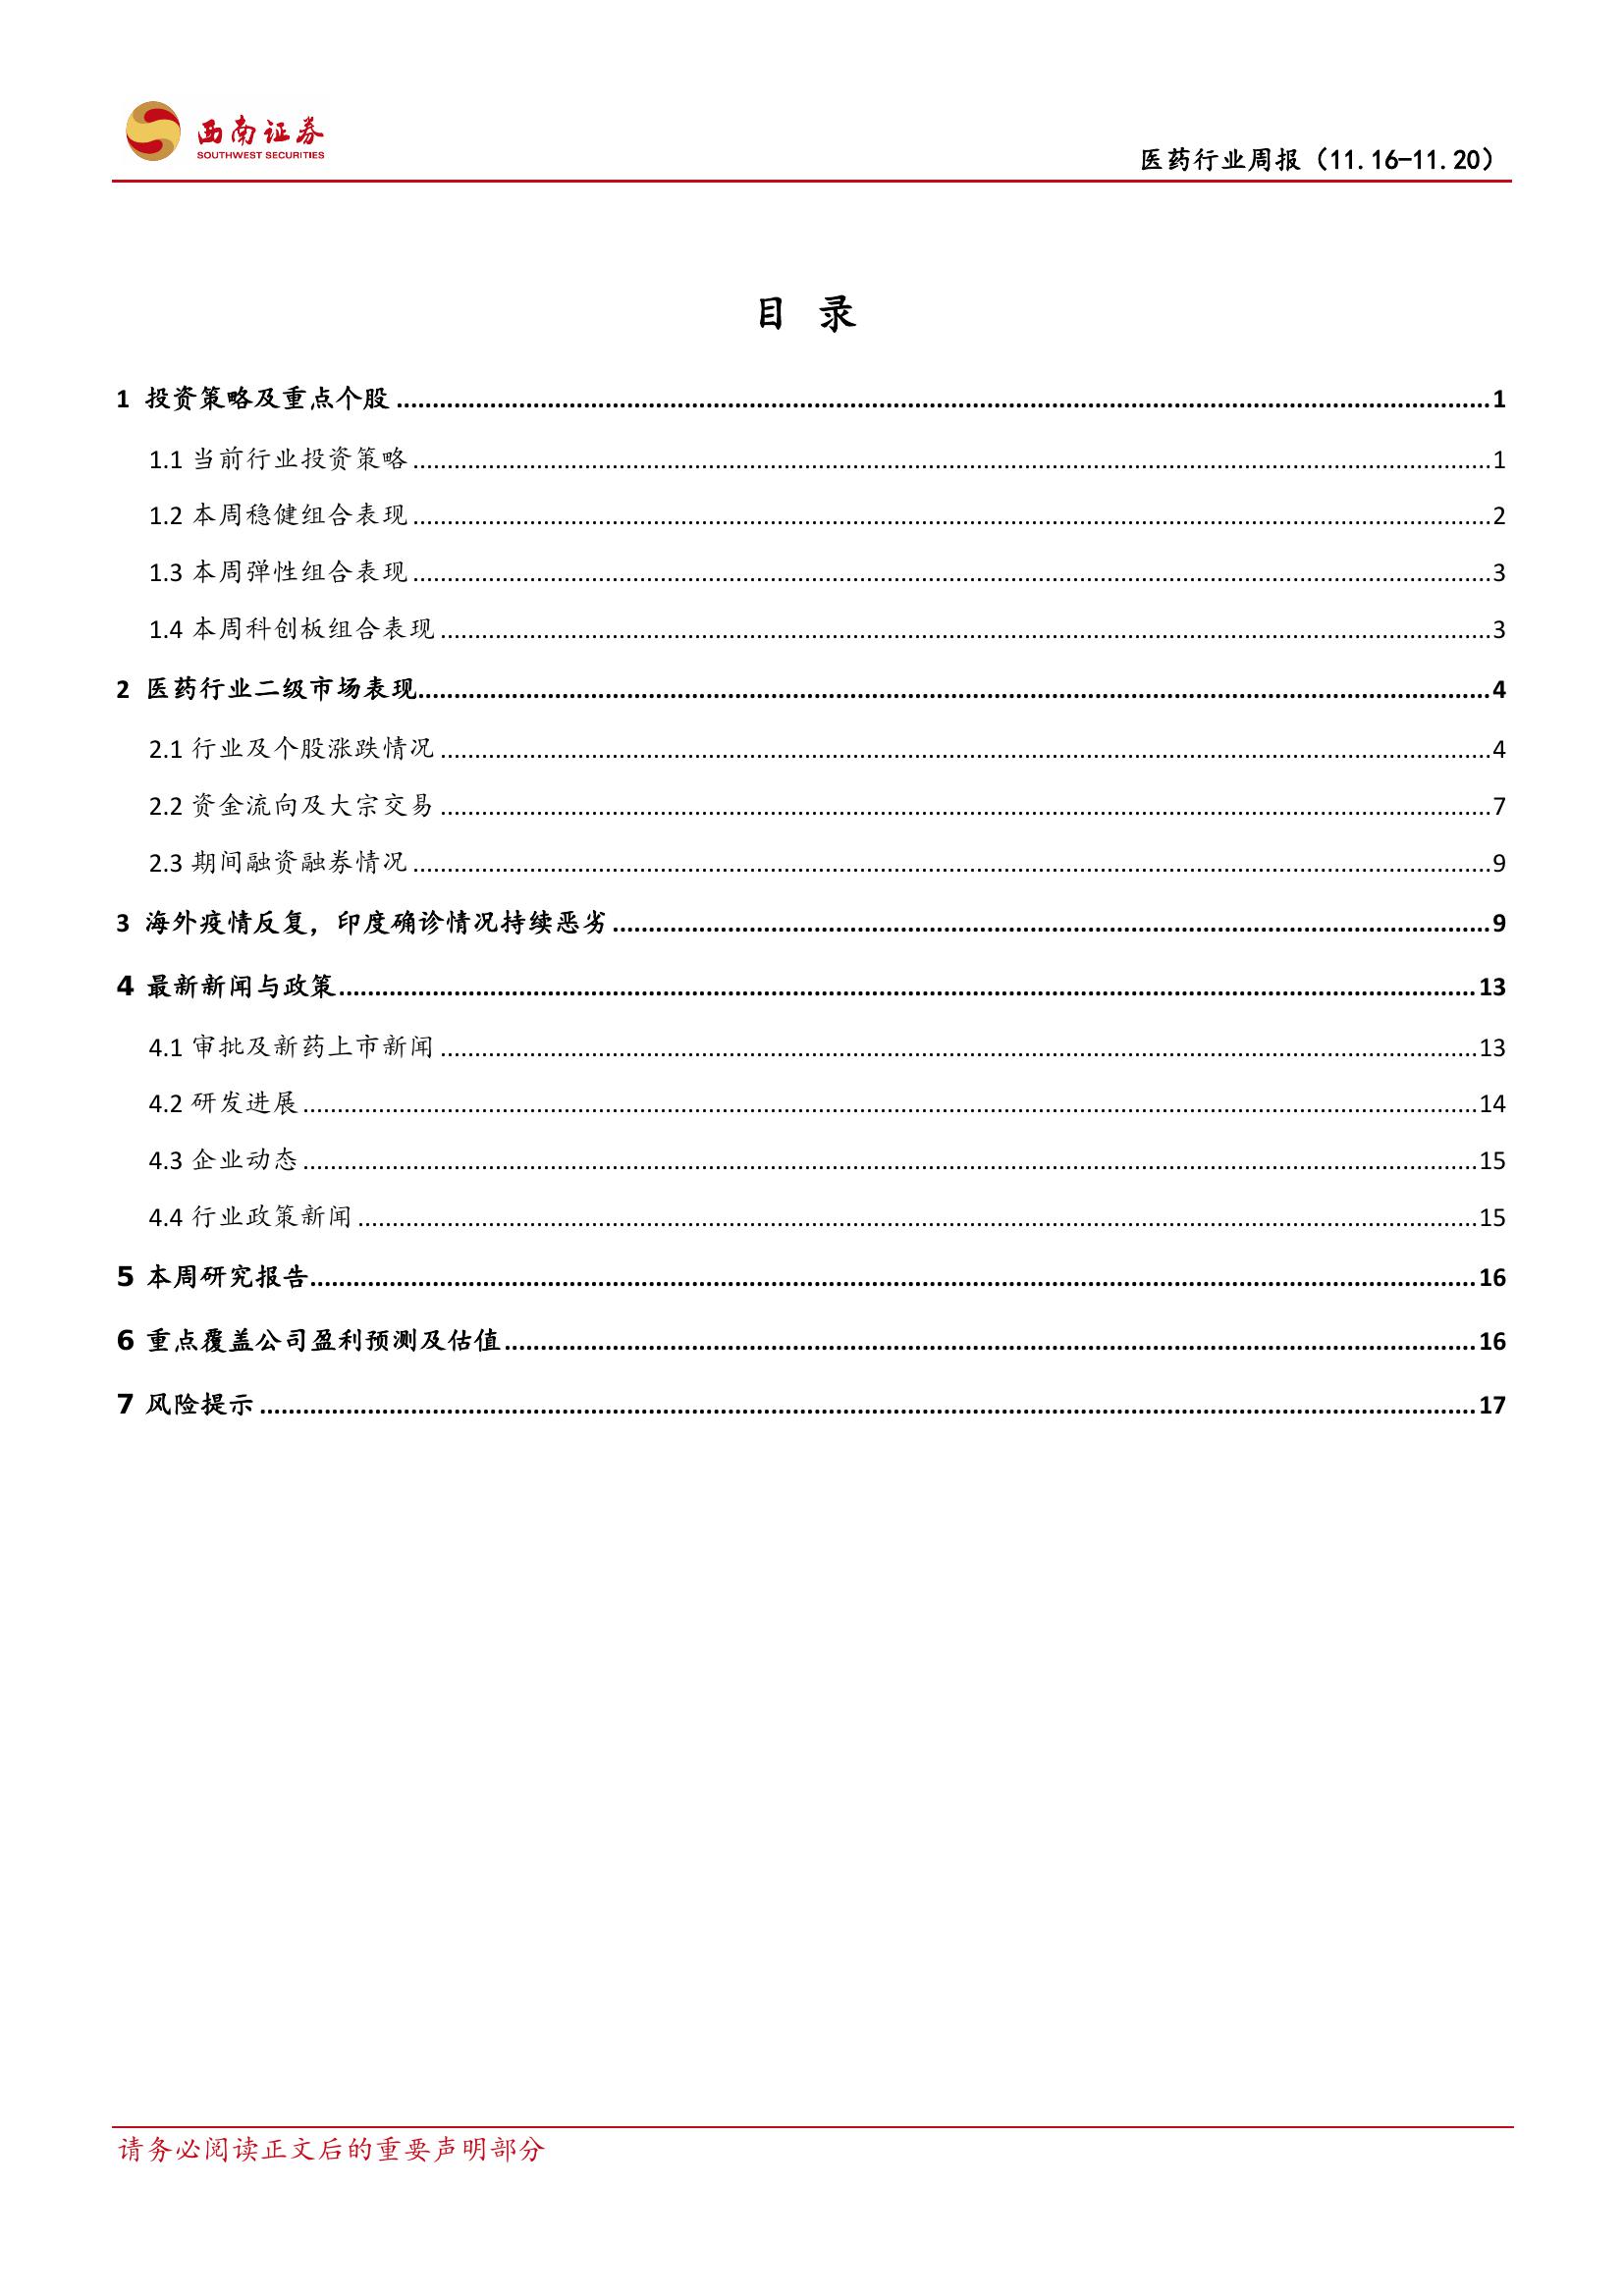 西南证券
SOUTHWEST SECURITIES
医药行业周报（11.16-11.20）
目 录
1 投资策略及重点个股 1
1.1 当前行业投资策略 1
1.2 本周稳健组合表现 2
1.3 本周弹性组合表现 3
1.4 本周科创板组合表现 3
2 医药行业二级市场表现 4
2.1 行业及个股涨跌情况 4
2.2 资金流向及大宗交易 7
2.3 期间融资融券情况 9
3 海外疫情反复，印度确诊情况持续恶劣 9
4 最新新闻与政策 13
4.1 审批及新药上市新闻 13
4.2 研发进展 14
4.3 企业动态 15
4.4 行业政策新闻 15
5 本周研究报告 16
6 重点覆盖公司盈利预测及估值 16
7 风险提示 17
请务必阅读正文后的重要声明部分